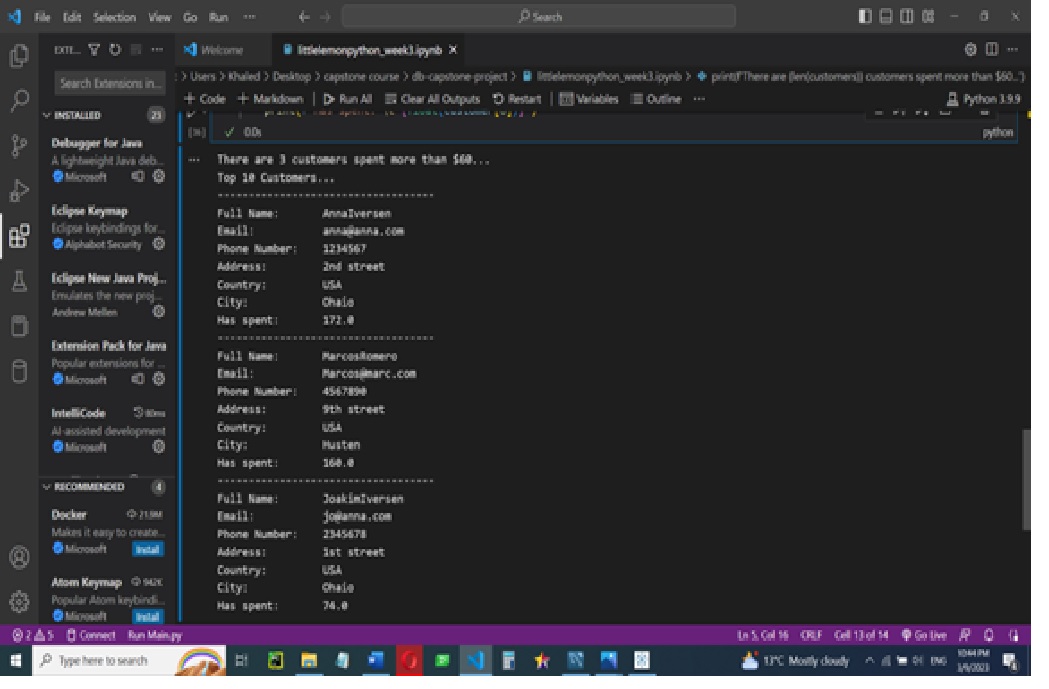 File Edit Selection View Go Run ... Search
EXTE... Welcome littlelemonpython_week3.ipynb
Search Extensions in...
> Users > Khaled > Desktop > capstone course > db-capstone-project > littlelemonpython_week3.ipynb > print(f"There are {len(customers)} customers spent more than $60...")
+ Code + Markdown Run All Clear All Outputs Restart Variables Outline ... Python 3.9.9
INSTALLED 23
0.0s python
Debugger for Java
A lightweight Java deb...
Microsoft
Eclipse Keymap
Eclipse keybindings for...
Alphabot Security
Eclipse New Java Proj...
Emulates the new proj...
Andrew Mellen
Extension Pack for Java
Popular extensions for ...
Microsoft
IntelliCode 80ms
AI-assisted development
Microsoft
RECOMMENDED 4
Docker 21.9M
Makes it easy to create...
Microsoft Install
Atom Keymap 942K
Popular Atom keybindi...
Microsoft Install
There are 3 customers spent more than $60...
Top 10 Customers...
-----------------------------------
Full Name: AnnaIversen
Email: anna@anna.com
Phone Number: 1234567
Address: 2nd street
Country: USA
City: Ohaio
Has spent: 172.0
-----------------------------------
Full Name: MarcosRomero
Email: Marcos@marc.com
Phone Number: 4567890
Address: 9th street
Country: USA
City: Husten
Has spent: 160.0
-----------------------------------
Full Name: JoakimIversen
Email: jo@anna.com
Phone Number: 2345678
Address: 1st street
Country: USA
City: Ohaio
Has spent: 74.0
2 5 Connect Run Main.py Ln 5, Col 16 CRLF Cell 13 of 14 Go Live
Type here to search 13°C Mostly cloudy ENG 10:44 PM
3/6/2023